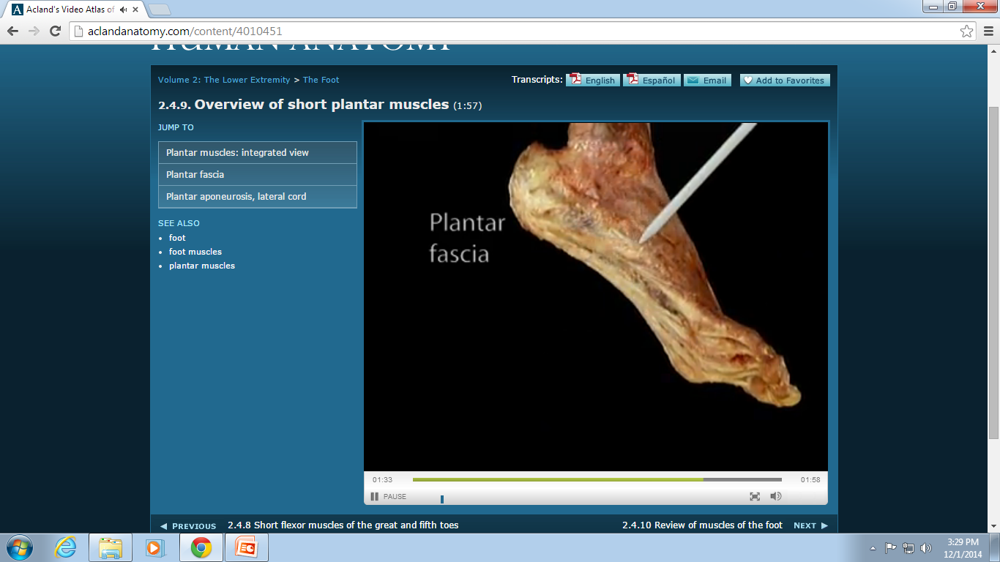 Acland's Video Atlas of
aclandanatomy.com/content/4010451
HUMAN ANATOMY
Volume 2: The Lower Extremity > The Foot
Transcripts: English Español Email Add to Favorites
2.4.9. Overview of short plantar muscles (1:57)
JUMP TO
Plantar muscles: integrated view
Plantar fascia
Plantar aponeurosis, lateral cord
SEE ALSO
• foot
• foot muscles
• plantar muscles
Plantar
fascia
01:33 01:58
PAUSE
◀ PREVIOUS 2.4.8 Short flexor muscles of the great and fifth toes 2.4.10 Review of muscles of the foot NEXT ▶
3:29 PM
12/1/2014